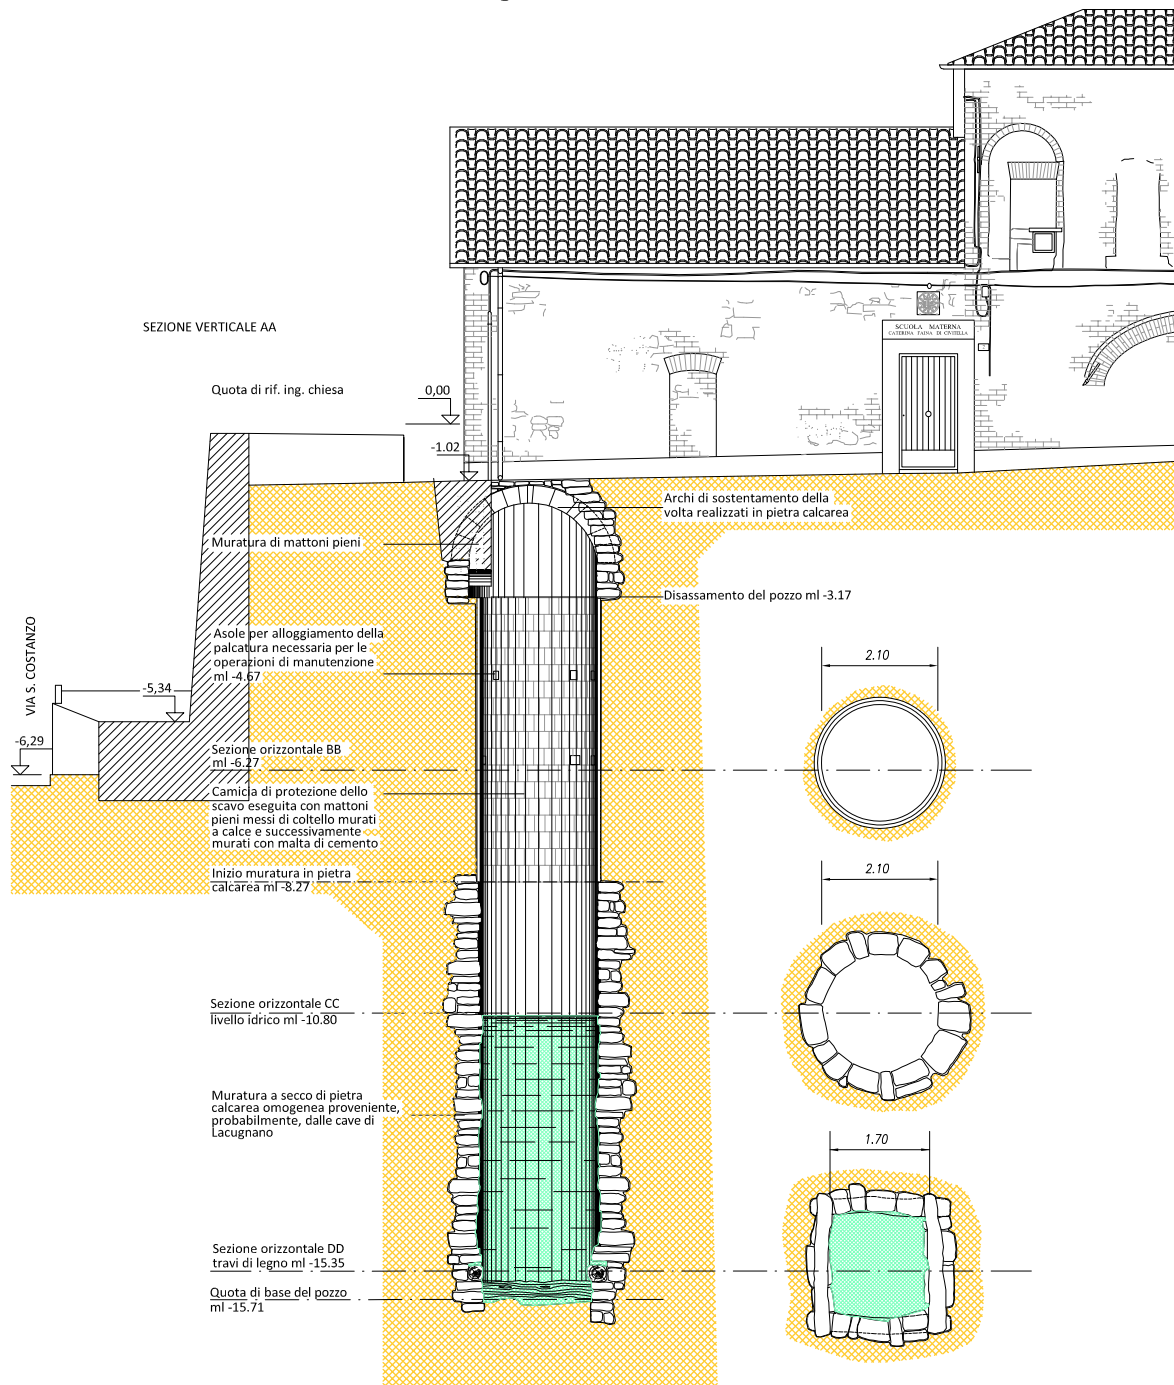 SCUOLA MATERNA
CATERINA FAINA DI CIVITELLA
SEZIONE VERTICALE AA
Quota di rif. ing. chiesa
0,00
-1.02
Archi di sostentamento della
volta realizzati in pietra calcarea
Muratura di mattoni pieni
Disassamento del pozzo ml -3.17
Asole per alloggiamento della
palcatura necessaria per le
operazioni di manutenzione
ml -4.67
VIA S. COSTANZO
-5,34
-6,29
2.10
Sezione orizzontale BB
ml -6.27
Camicia di protezione dello
scavo eseguita con mattoni
pieni messi di coltello murati
a calce e successivamente
murati con malta di cemento
Inizio muratura in pietra
calcarea ml -8.27
2.10
Sezione orizzontale CC
livello idrico ml -10.80
Muratura a secco di pietra
calcarea omogenea proveniente,
probabilmente, dalle cave di
Lacugnano
1.70
Sezione orizzontale DD
travi di legno ml -15.35
Quota di base del pozzo
ml -15.71